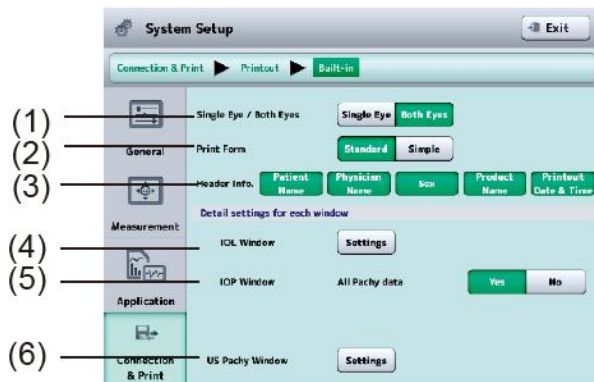 System Setup
Exit
Connection & Print
Printout
Built-in
(1)
Single Eye / Both Eyes
Single Eye
Both Eyes
General
(2)
Print Form
Standard
Simple
(3)
Header Info.
Patient
Name
Physician
Name
Sex
Product
Name
Printout
Date & Time
Detail settings for each window
Measurement
(4)
IOL Window
Settings
(5)
IOP Window
All Pachy data
Yes
No
Application
(6)
US Pachy Window
Settings
Connection
& Print